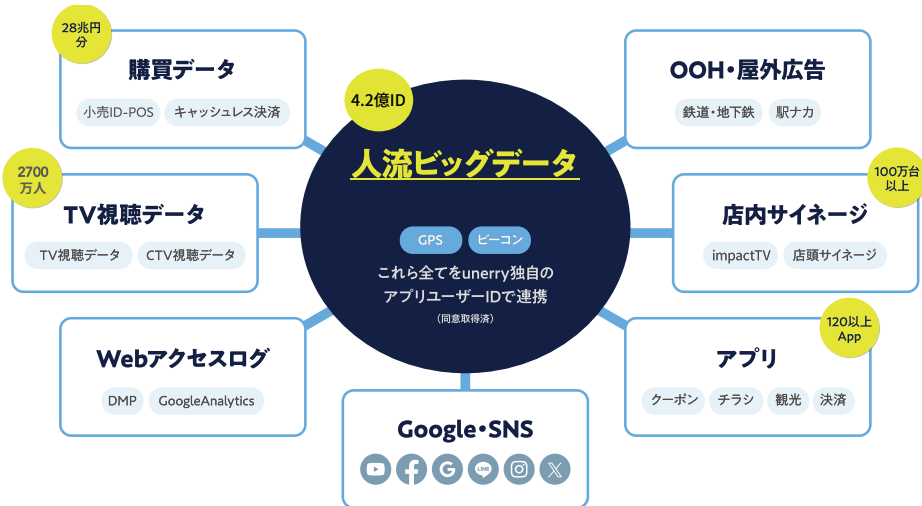 28兆円
分
購買データ
小売ID-POS
キャッシュレス決済
2700
万人
TV視聴データ
TV視聴データ
CTV視聴データ
Webアクセスログ
DMP
GoogleAnalytics
4.2億ID
人流ビッグデータ
GPS
ビーコン
これら全てをunerry独自の
アプリユーザーIDで連携
（同意取得済）
Google・SNS
G
LINE
X
OOH・屋外広告
鉄道・地下鉄
駅ナカ
100万台
以上
店内サイネージ
impactTV
店頭サイネージ
120以上
App
アプリ
クーポン
チラシ
観光
決済